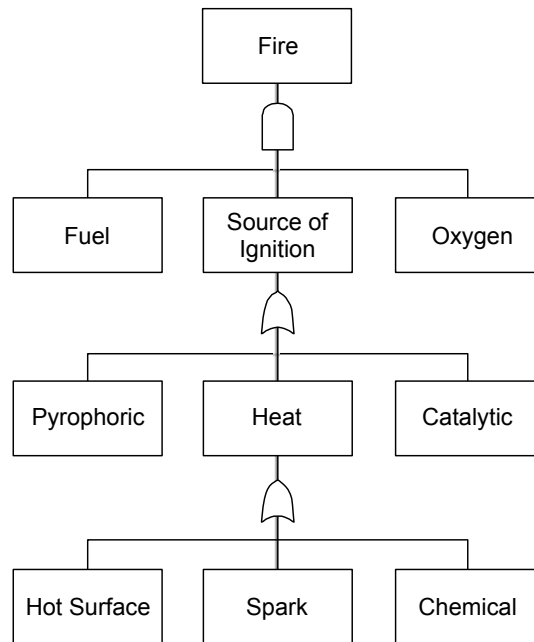 Fire
Fuel
Source of
Ignition
Oxygen
Pyrophoric
Heat
Catalytic
Hot Surface
Spark
Chemical